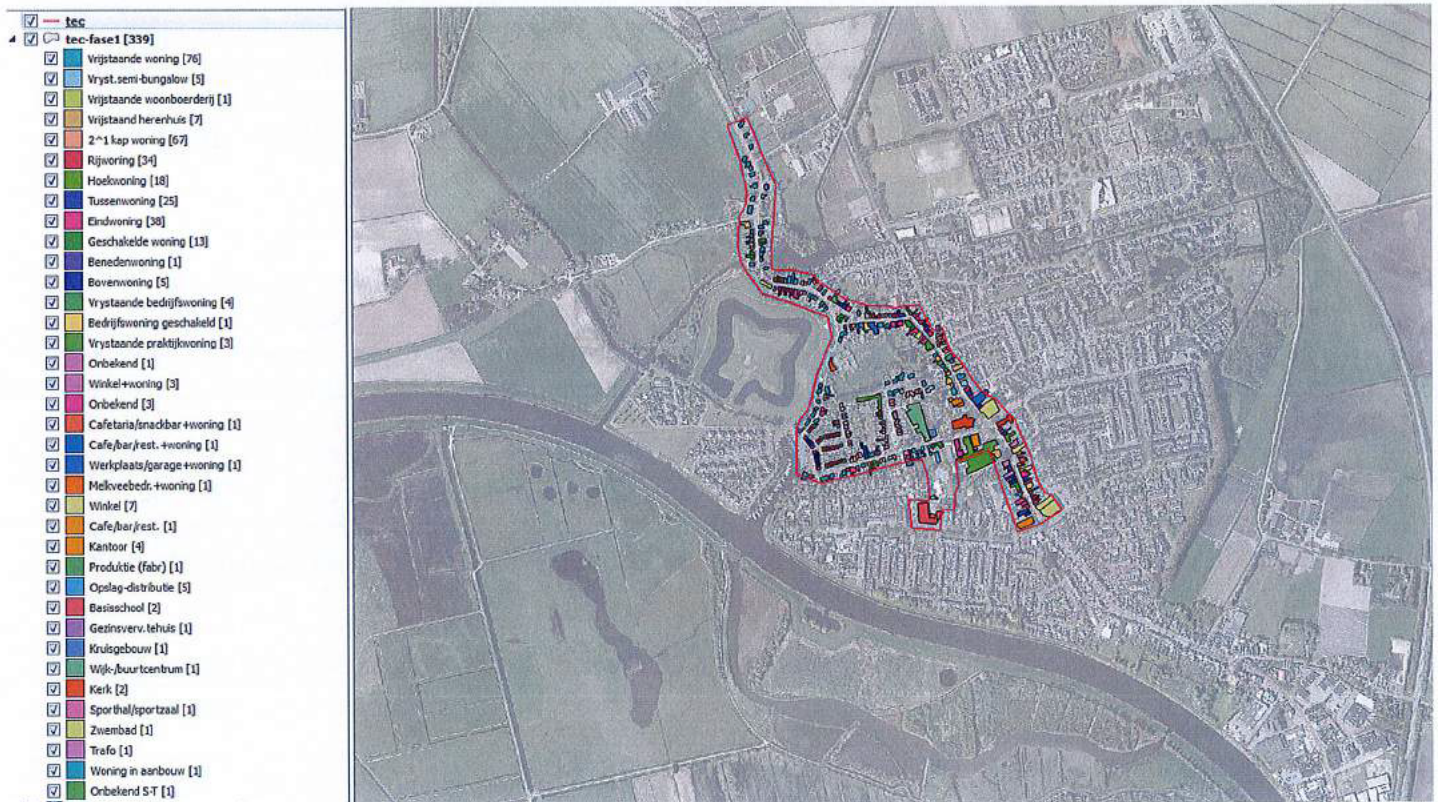 tec
tec-fase1 [339]
Vrijstaande woning [76]
Vryst.semi-bungalow [5]
Vrijstaande woonboerderij [1]
Vrijstaand herenhuis [7]
2^1 kap woning [67]
Rijwoning [34]
Hoekwoning [18]
Tussenwoning [25]
Eindwoning [38]
Geschakelde woning [13]
Benedenwoning [1]
Bovenwoning [5]
Vrystaande bedrijfswoning [4]
Bedrijfswoning geschakeld [1]
Vrystaande praktijkwoning [3]
Onbekend [1]
Winkel+woning [3]
Onbekend [3]
Cafetaria/snackbar+woning [1]
Cafe/bar/rest.+woning [1]
Werkplaats/garage+woning [1]
Melkveebedr.+woning [1]
Winkel [7]
Cafe/bar/rest. [1]
Kantoor [4]
Produktie (fabr) [1]
Opslag-distributie [5]
Basisschool [2]
Gezinsverv.tehuis [1]
Kruisgebouw [1]
Wijk-/buurtcentrum [1]
Kerk [2]
Sporthal/sportzaal [1]
Zwembad [1]
Trafo [1]
Woning in aanbouw [1]
Onbekend S-T [1]